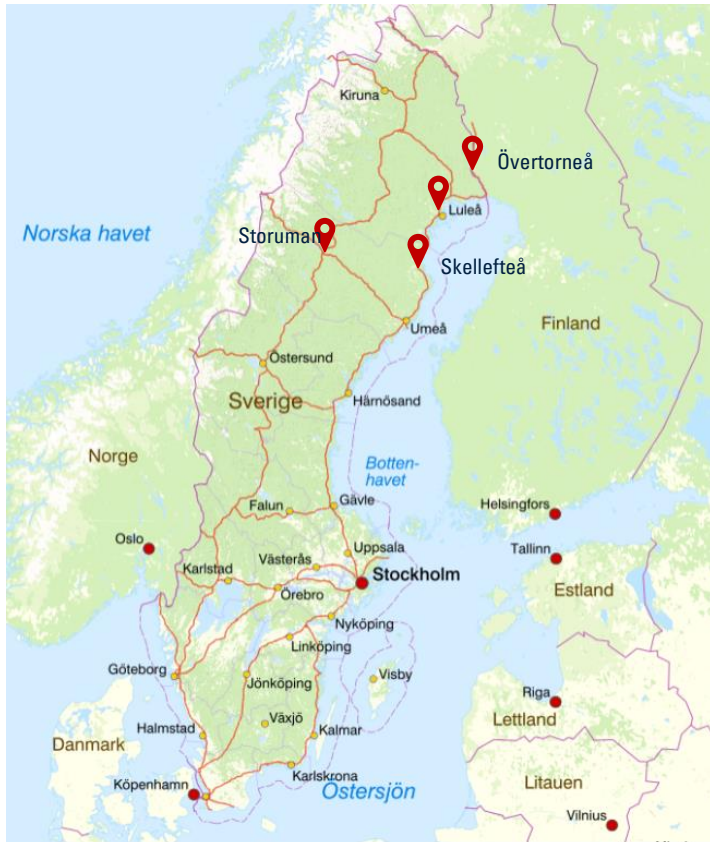 Kiruna
Övertorneå
Luleå
Norska havet
Storuman
Skellefteå
Umeå
Finland
Östersund
Sverige
Härnösand
Norge
Botten-
havet
Falun
Gävle
Helsingfors
Oslo
Uppsala
Tallinn
Västerås
Karlstad
Stockholm
Örebro
Estland
Nyköping
Linköping
Göteborg
Jönköping
Visby
Riga
Växjö
Lettland
Halmstad
Kalmar
Danmark
Karlskrona
Köpenhamn
Östersjön
Litauen
Vilnius